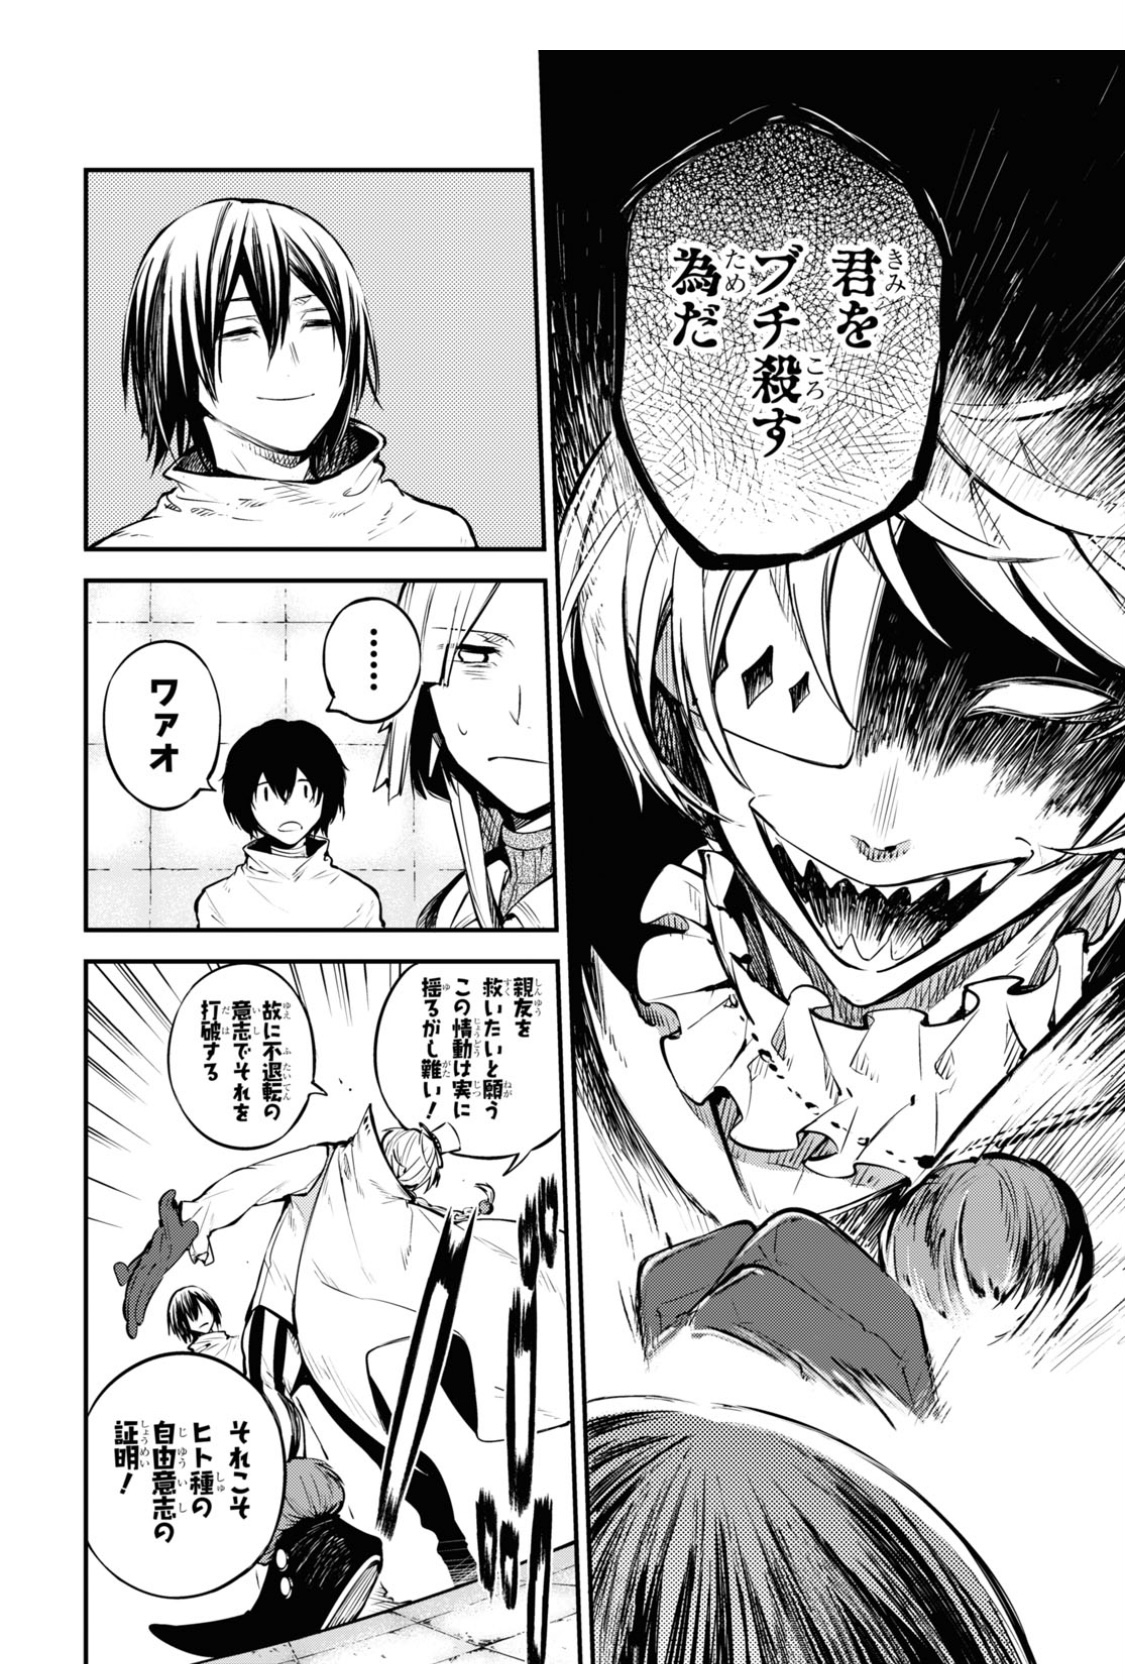 君を
ブチ殺す
為だ
……
ワァオ
親友を
救いたいと願う
この情動は実に
揺るがし難い!
故に不退転の
意志でそれを
打破する
それこそ
ヒト種の
自由意志の
証明!